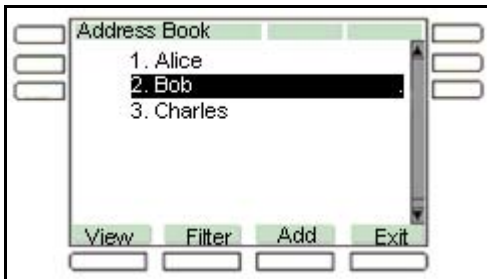 Address Book
1. Alice
2. Bob
3. Charles
View Filter Add Exit